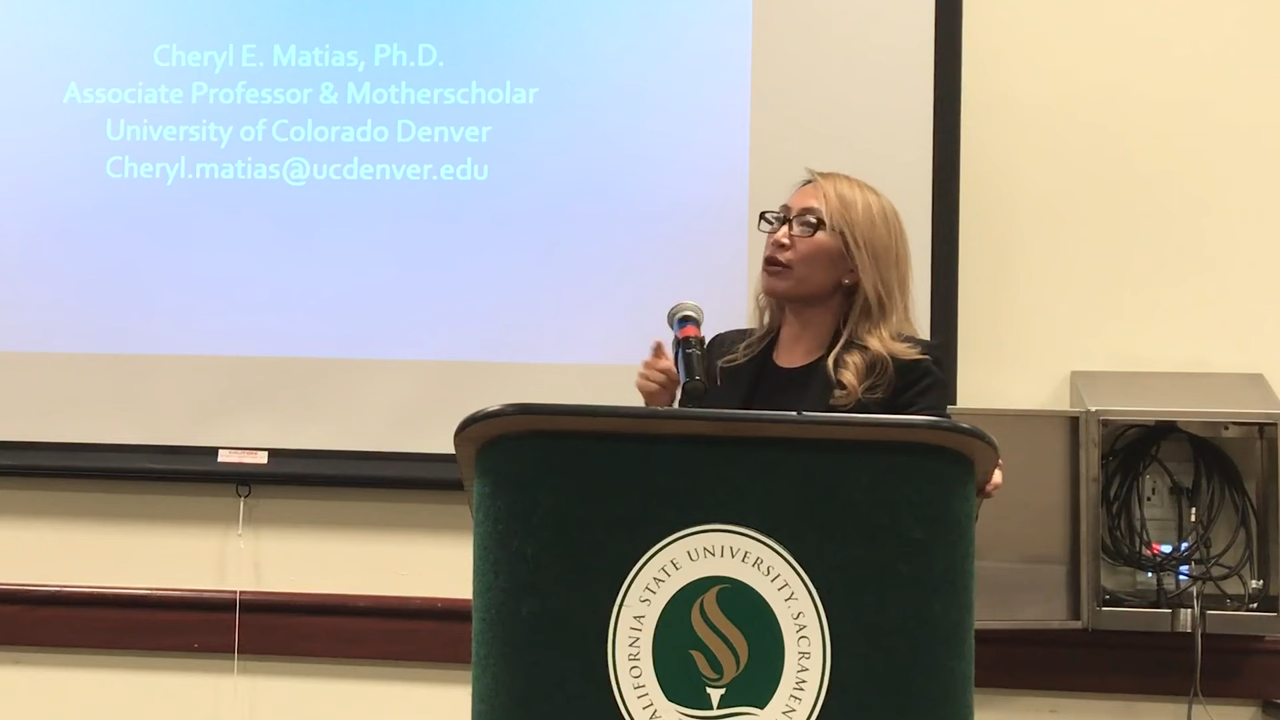 Cheryl E. Matias, Ph.D.
Associate Professor & Motherscholar
University of Colorado Denver
Cheryl.matias@ucdenver.edu
CALIFORNIA STATE UNIVERSITY, SACRAMEN